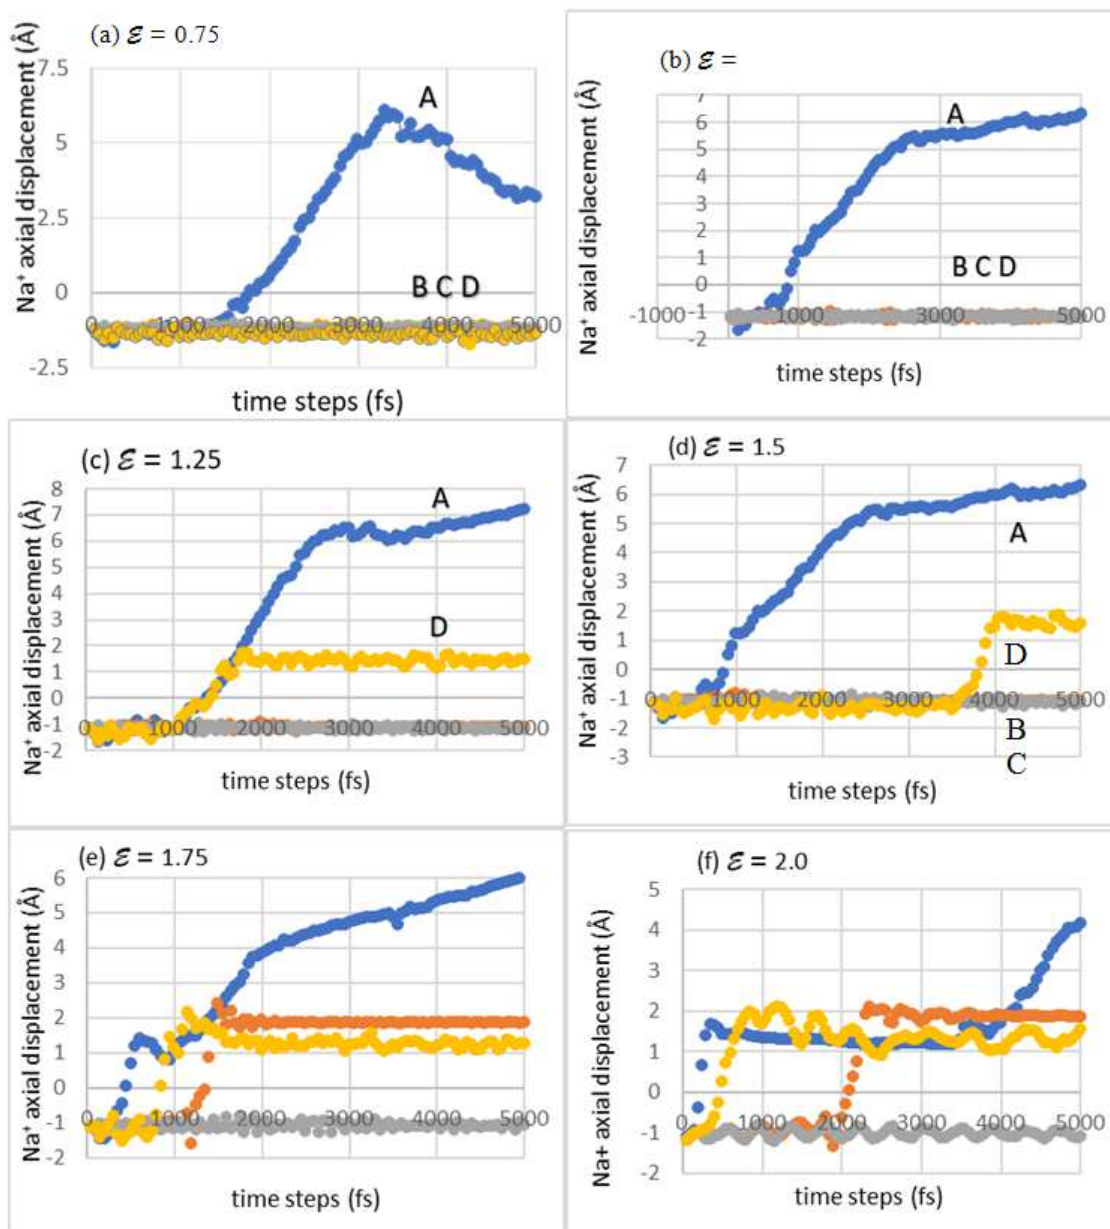 (a) ℰ = 0.75
Na⁺ axial displacement (Å)
7.5
5
2.5
0
-2.5
A
B C D
0 1000 2000 3000 4000 5000
time steps (fs)
(b) ℰ =
Na⁺ axial displacement (Å)
7
6
5
4
3
2
1
0
-1
-2
A
B C D
-1000 1000 3000 5000
time steps (fs)
(c) ℰ = 1.25
Na⁺ axial displacement (Å)
8
7
6
5
4
3
2
1
0
-1
-2
A
D
0 1000 2000 3000 4000 5000
time steps (fs)
(d) ℰ = 1.5
Na⁺ axial displacement (Å)
7
6
5
4
3
2
1
0
-1
-2
-3
A
D
0 1000 2000 3000 4000 5000
B
C
time steps (fs)
(e) ℰ = 1.75
Na⁺ axial displacement (Å)
6
5
4
3
2
1
0
-1
-2
0 1000 2000 3000 4000 5000
time steps (fs)
(f) ℰ = 2.0
Na+ axial displacement (Å)
5
4
3
2
1
0
-1
-2
0 1000 2000 3000 4000 5000
time steps (fs)